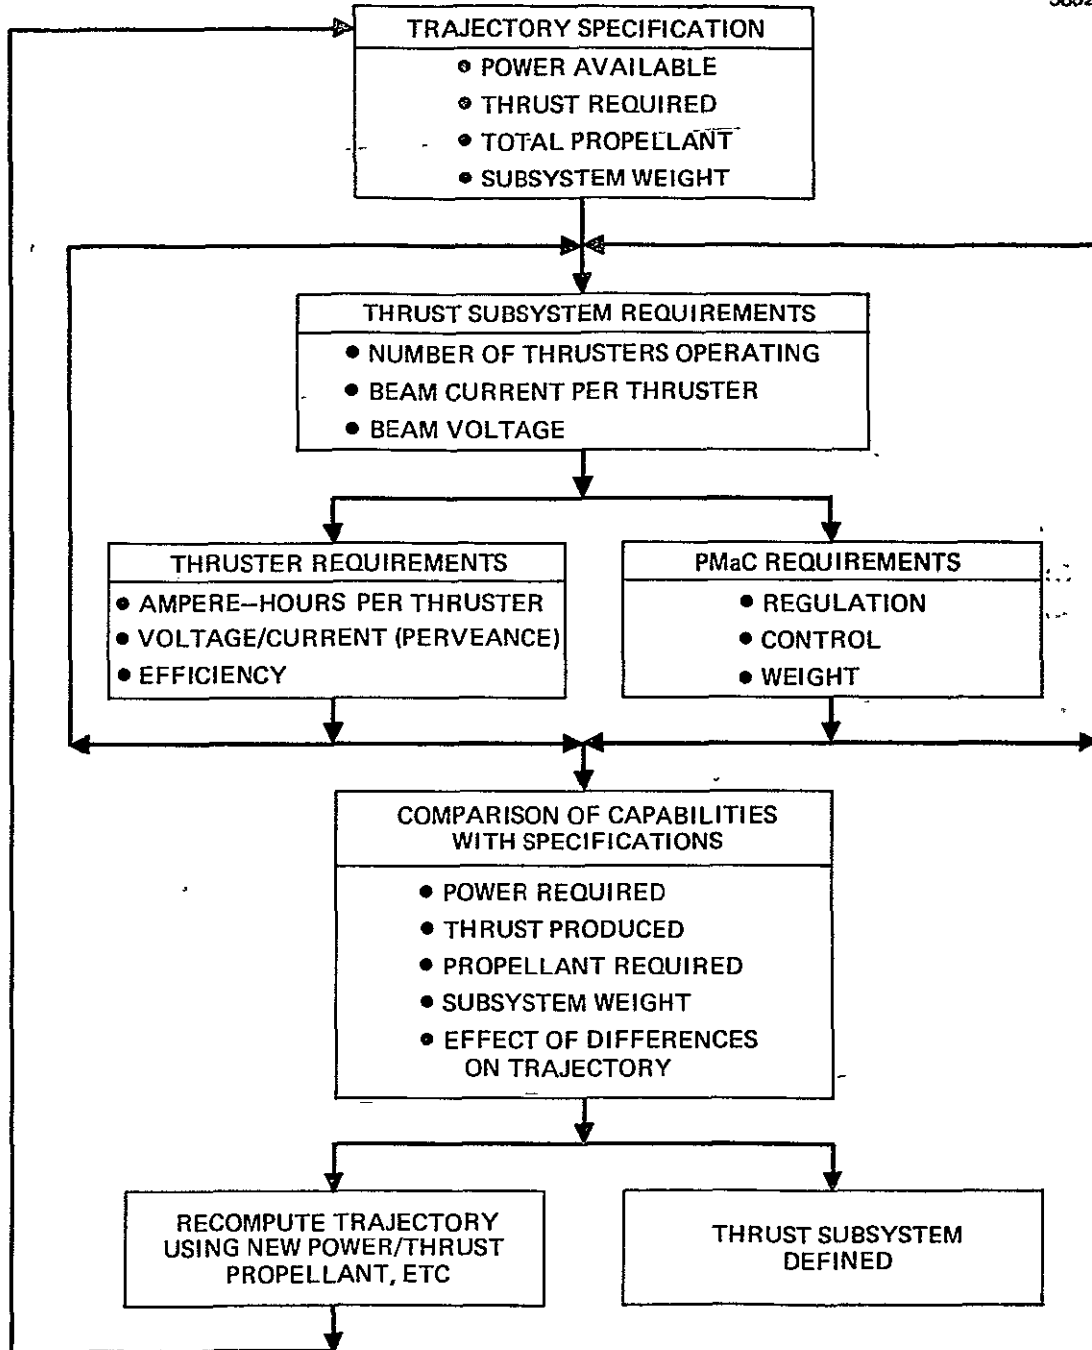 TRAJECTORY SPECIFICATION
● POWER AVAILABLE
● THRUST REQUIRED
● TOTAL PROPELLANT
● SUBSYSTEM WEIGHT
THRUST SUBSYSTEM REQUIREMENTS
● NUMBER OF THRUSTERS OPERATING
● BEAM CURRENT PER THRUSTER
● BEAM VOLTAGE
THRUSTER REQUIREMENTS
● AMPERE–HOURS PER THRUSTER
● VOLTAGE/CURRENT (PERVEANCE)
● EFFICIENCY
PMaC REQUIREMENTS
● REGULATION
● CONTROL
● WEIGHT
COMPARISON OF CAPABILITIES
WITH SPECIFICATIONS
● POWER REQUIRED
● THRUST PRODUCED
● PROPELLANT REQUIRED
● SUBSYSTEM WEIGHT
● EFFECT OF DIFFERENCES
ON TRAJECTORY
RECOMPUTE TRAJECTORY
USING NEW POWER/THRUST
PROPELLANT, ETC
THRUST SUBSYSTEM
DEFINED